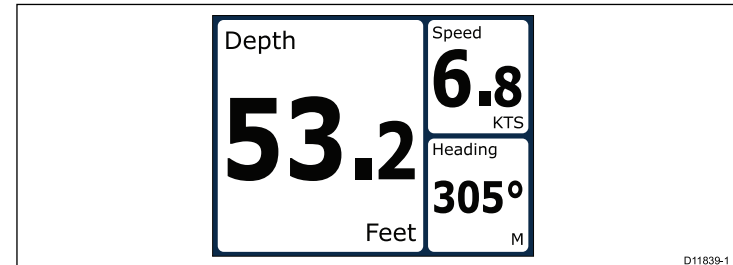 Depth
53.2
Feet
Speed
6.8
KTS
Heading
305°
M
D11839-1